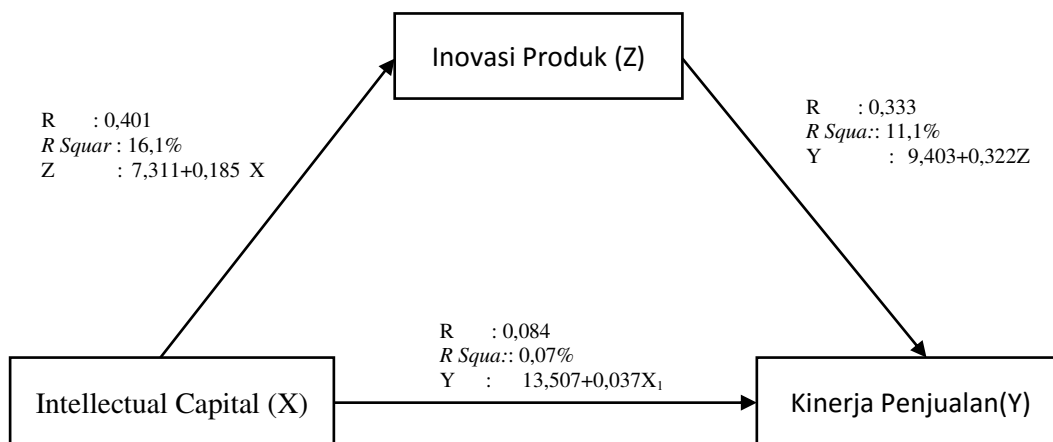 Inovasi Produk (Z)
R : 0,401
R Squar : 16,1%
Z : 7,311+0,185 X
R : 0,333
R Squa:: 11,1%
Y : 9,403+0,322Z
R : 0,084
R Squa:: 0,07%
Y : 13,507+0,037X₁
Intellectual Capital (X)
Kinerja Penjualan(Y)